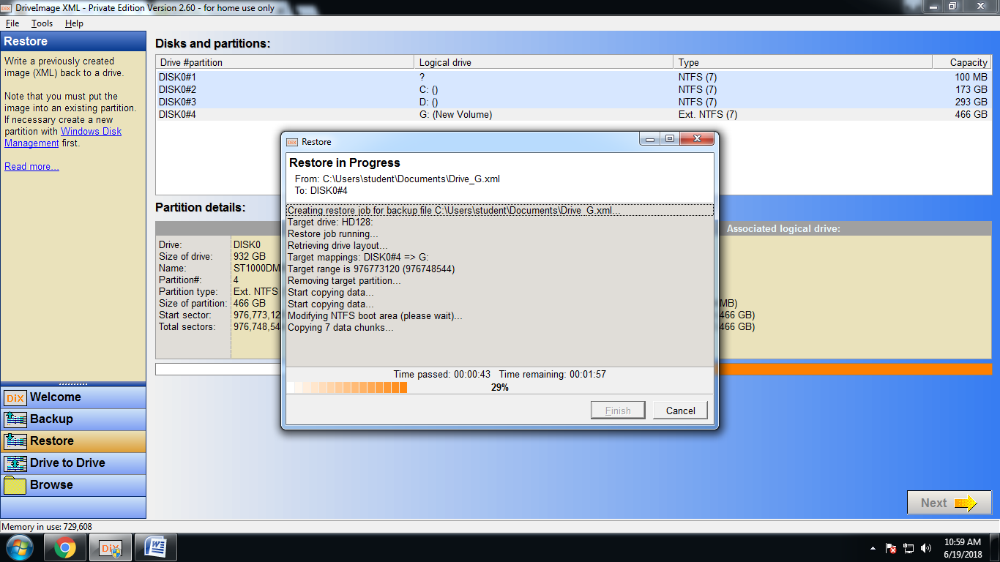 DiX DriveImage XML - Private Edition Version 2.60 - for home use only
File Tools Help
Restore
Write a previously created
image (XML) back to a drive.
Note that you must put the
image into an existing partition.
If necessary create a new
partition with Windows Disk
Management first.
Read more...
Disks and partitions:
Drive #partition Logical drive Type Capacity
DISK0#1 ? NTFS (7) 100 MB
DISK0#2 C: () NTFS (7) 173 GB
DISK0#3 D: () NTFS (7) 293 GB
DISK0#4 G: (New Volume) Ext. NTFS (7) 466 GB
Partition details:
Associated logical drive:
Drive: DISK0
Size of drive: 932 GB
Name: ST1000DM
Partition#: 4
Partition type: Ext. NTFS
Size of partition: 466 GB MB)
Start sector: 976,773,12 466 GB)
Total sectors: 976,748,54 466 GB)
DiX Restore
Restore in Progress
From: C:\Users\student\Documents\Drive_G.xml
To: DISK0#4
Creating restore job for backup file C:\Users\student\Documents\Drive_G.xml...
Target drive: HD128:
Restore job running...
Retrieving drive layout...
Target mappings: DISK0#4 => G:
Target range is 976773120 (976748544)
Removing target partition...
Start copying data...
Start copying data...
Modifying NTFS boot area (please wait)...
Copying 7 data chunks...
Time passed: 00:00:43 Time remaining: 00:01:57
29%
Finish Cancel
DiX Welcome
Backup
Restore
Drive to Drive
Browse
Next
Memory in use: 729,608
DiX W
10:59 AM
6/19/2018